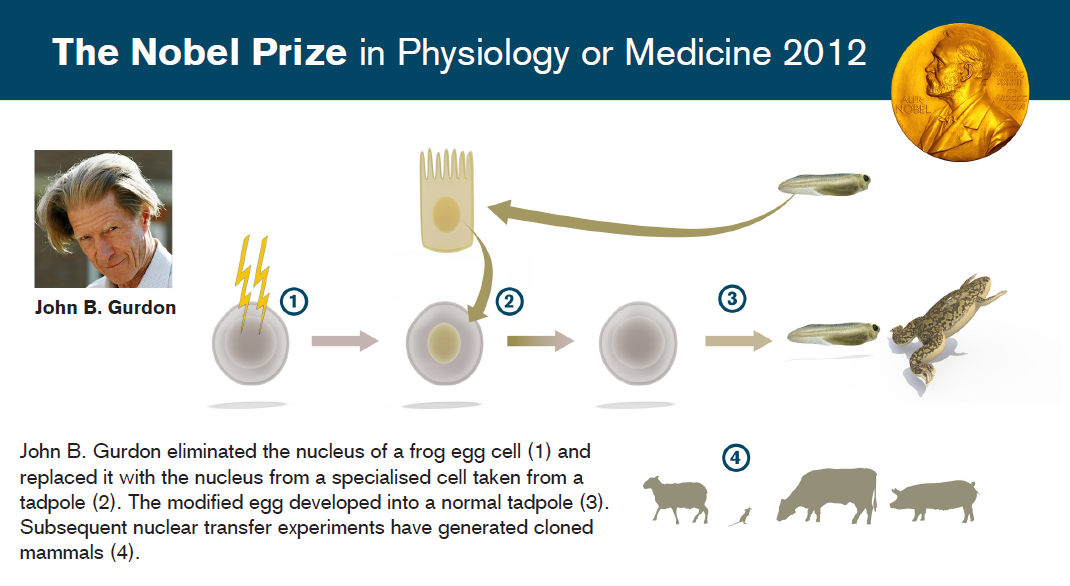 The Nobel Prize in Physiology or Medicine 2012
ALFR.
NOBEL
John B. Gurdon
1
2
3
4
John B. Gurdon eliminated the nucleus of a frog egg cell (1) and
replaced it with the nucleus from a specialised cell taken from a
tadpole (2). The modified egg developed into a normal tadpole (3).
Subsequent nuclear transfer experiments have generated cloned
mammals (4).